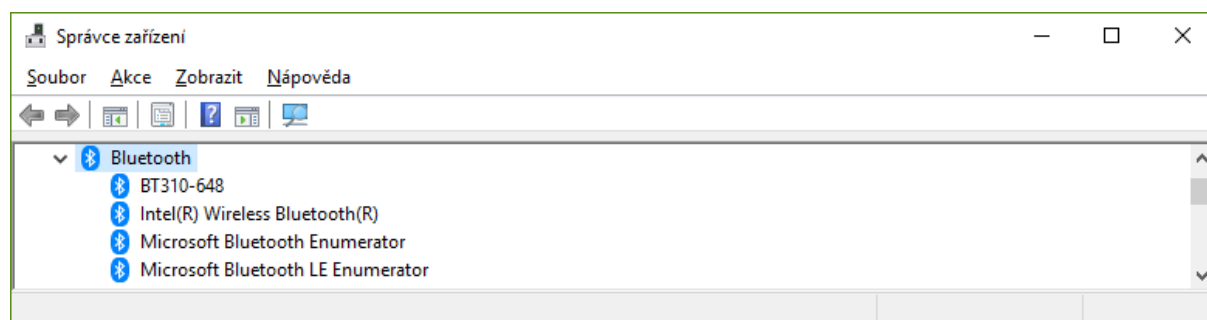 Správce zařízení
Soubor Akce Zobrazit Nápověda
Bluetooth
BT310-648
Intel(R) Wireless Bluetooth(R)
Microsoft Bluetooth Enumerator
Microsoft Bluetooth LE Enumerator